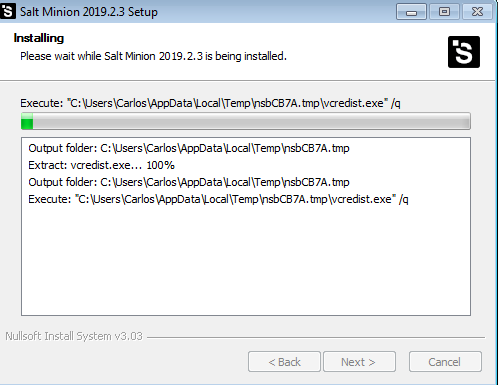 Salt Minion 2019.2.3 Setup
Installing
Please wait while Salt Minion 2019.2.3 is being installed.
Execute: "C:\Users\Carlos\AppData\Local\Temp\nsbCB7A.tmp\vcredist.exe" /q
Output folder: C:\Users\Carlos\AppData\Local\Temp\nsbCB7A.tmp
Extract: vcredist.exe... 100%
Output folder: C:\Users\Carlos\AppData\Local\Temp\nsbCB7A.tmp
Execute: "C:\Users\Carlos\AppData\Local\Temp\nsbCB7A.tmp\vcredist.exe" /q
Nullsoft Install System v3.03
< Back Next > Cancel